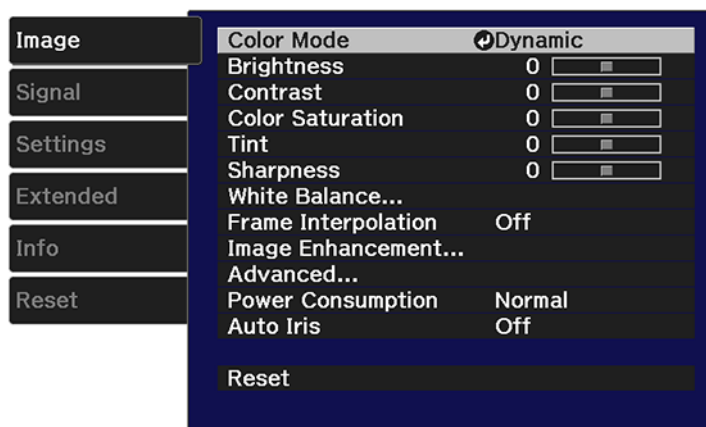 Image
Signal
Settings
Extended
Info
Reset
Color Mode Dynamic
Brightness 0
Contrast 0
Color Saturation 0
Tint 0
Sharpness 0
White Balance...
Frame Interpolation Off
Image Enhancement...
Advanced...
Power Consumption Normal
Auto Iris Off
Reset